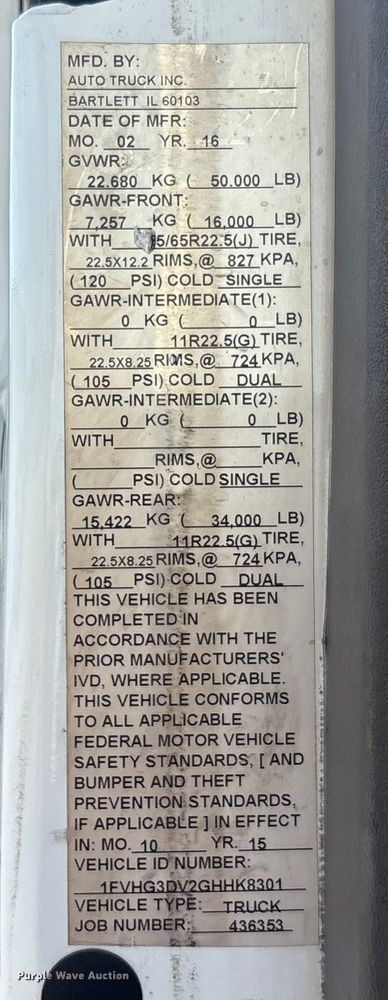 MFD. BY:
AUTO TRUCK INC.
BARTLETT IL 60103
DATE OF MFR:
MO. 02 YR. 16
GVWR:
22.680 KG ( 50.000 LB)
GAWR-FRONT:
7,257 KG ( 16,000 LB)
WITH 5/65R22.5(J) TIRE,
22.5X12.2 RIMS,@ 827 KPA,
( 120 PSI) COLD SINGLE
GAWR-INTERMEDIATE(1):
0 KG ( 0 LB)
WITH 11R22.5(G) TIRE,
22.5X8.25 RIMS,@ 724 KPA,
( 105 PSI) COLD DUAL
GAWR-INTERMEDIATE(2):
0 KG ( 0 LB)
WITH TIRE,
RIMS,@ KPA,
( PSI) COLD SINGLE
GAWR-REAR:
15,422 KG ( 34,000 LB)
WITH 11R22.5(G) TIRE,
22.5X8.25 RIMS,@ 724 KPA,
( 105 PSI) COLD DUAL
THIS VEHICLE HAS BEEN
COMPLETED IN
ACCORDANCE WITH THE
PRIOR MANUFACTURERS'
IVD, WHERE APPLICABLE.
THIS VEHICLE CONFORMS
TO ALL APPLICABLE
FEDERAL MOTOR VEHICLE
SAFETY STANDARDS, [ AND
BUMPER AND THEFT
PREVENTION STANDARDS,
IF APPLICABLE ] IN EFFECT
IN: MO. 10 YR. 15
VEHICLE ID NUMBER:
1FVHG3DV2GHHK8301
VEHICLE TYPE: TRUCK
JOB NUMBER: 436353
Purple Wave Auction